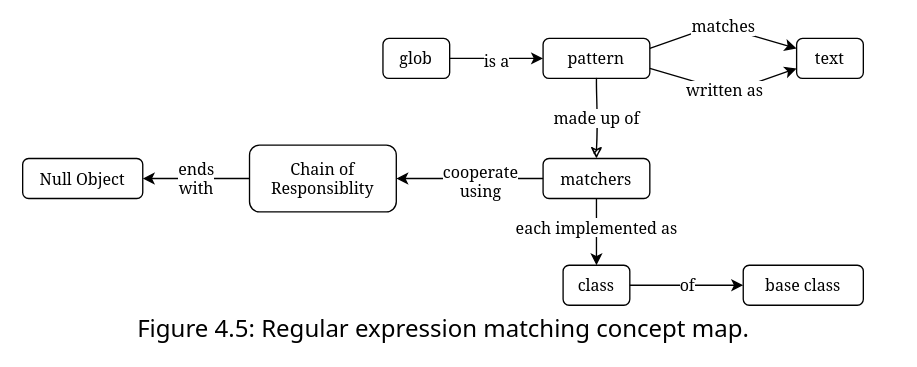 matches
glob
is a
pattern
text
written as
made up of
Null Object
ends
with
Chain of
Responsiblity
cooperate
using
matchers
each implemented as
class
of
base class
Figure 4.5: Regular expression matching concept map.